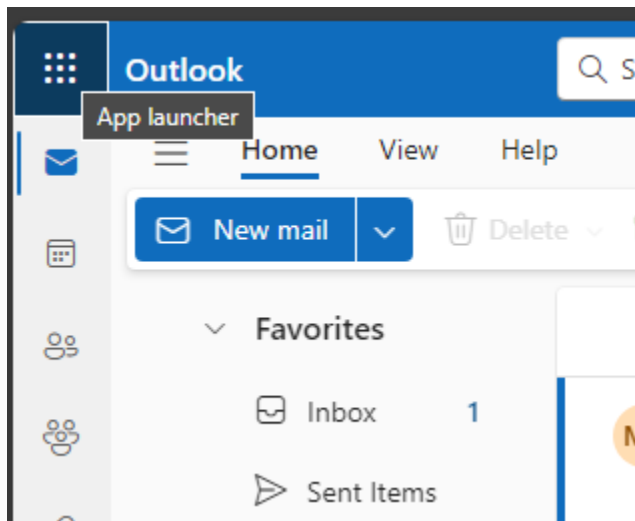 Outlook
S
App launcher
Home View Help
New mail Delete
Favorites
Inbox 1
Sent Items